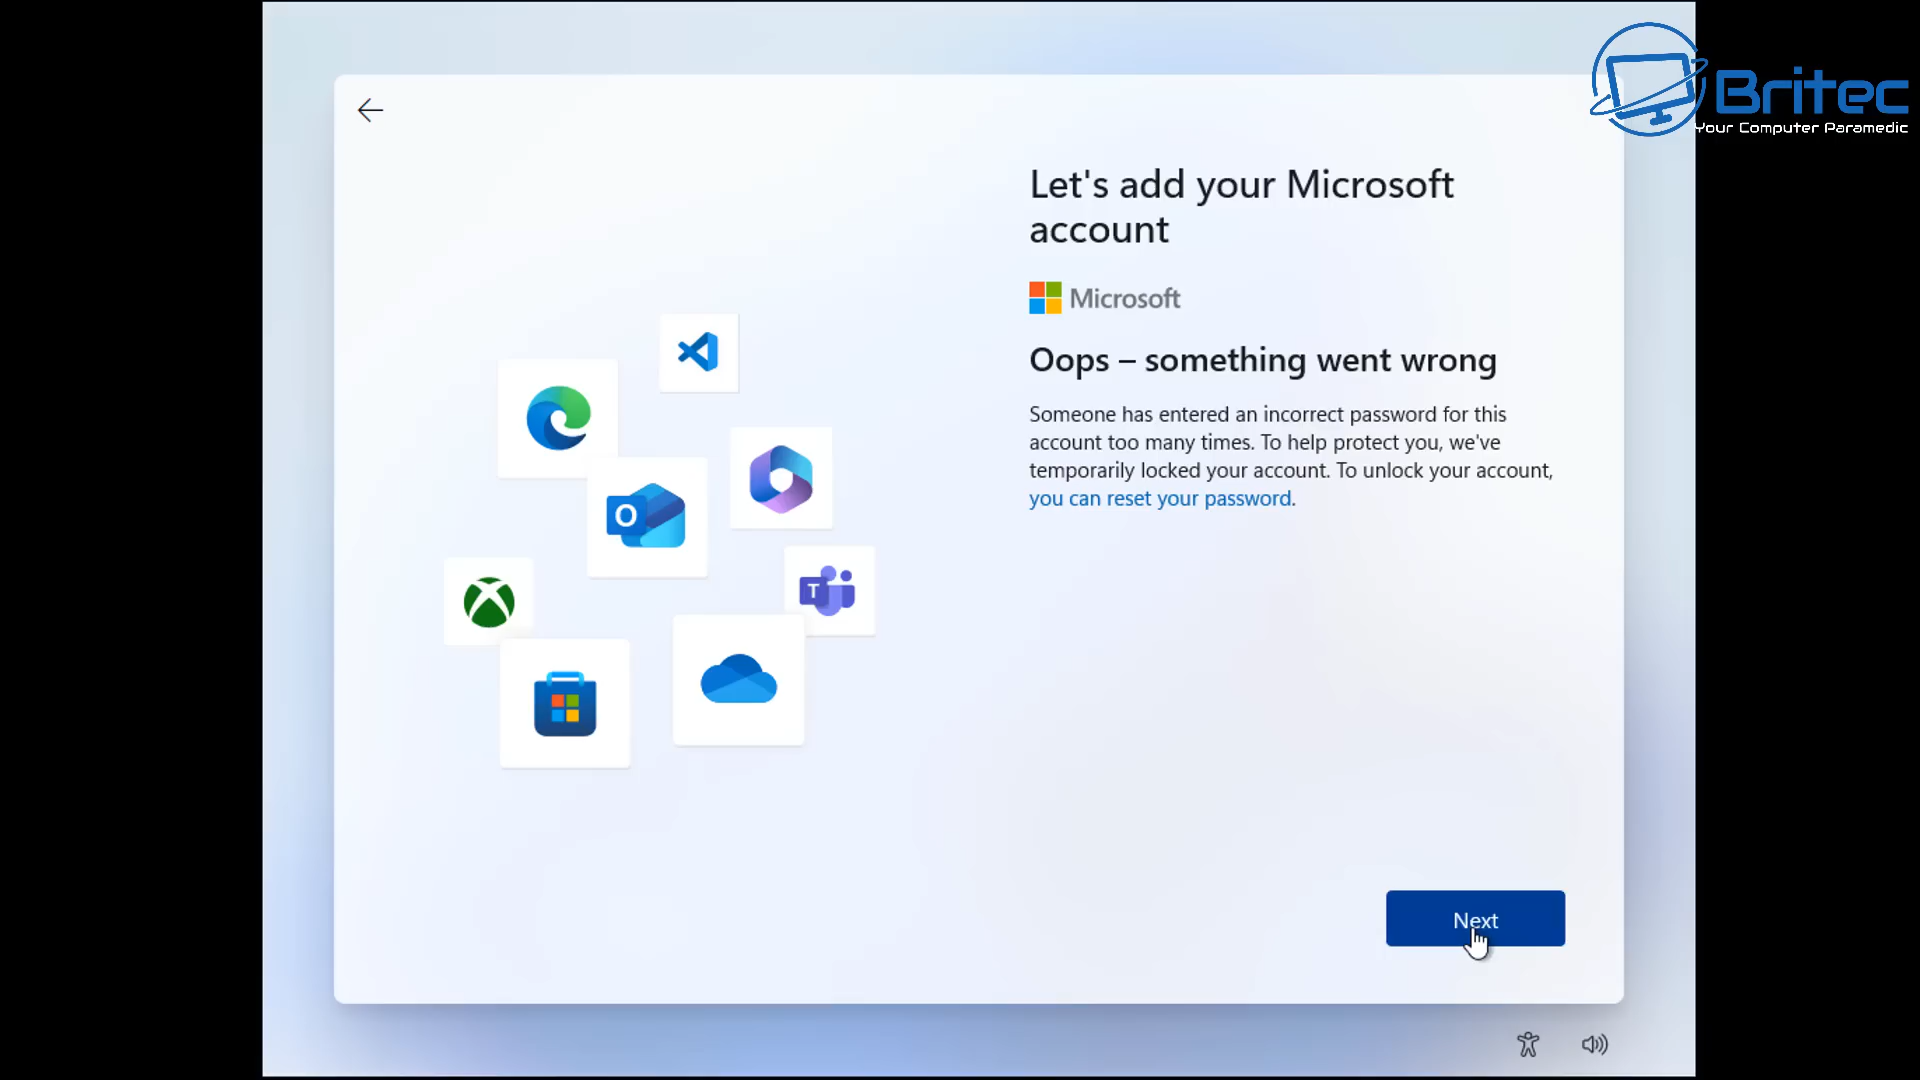 Britec
Your Computer Paramedic
Let's add your Microsoft
account
Microsoft
Oops – something went wrong
Someone has entered an incorrect password for this
account too many times. To help protect you, we've
temporarily locked your account. To unlock your account,
you can reset your password.
O
T
Next